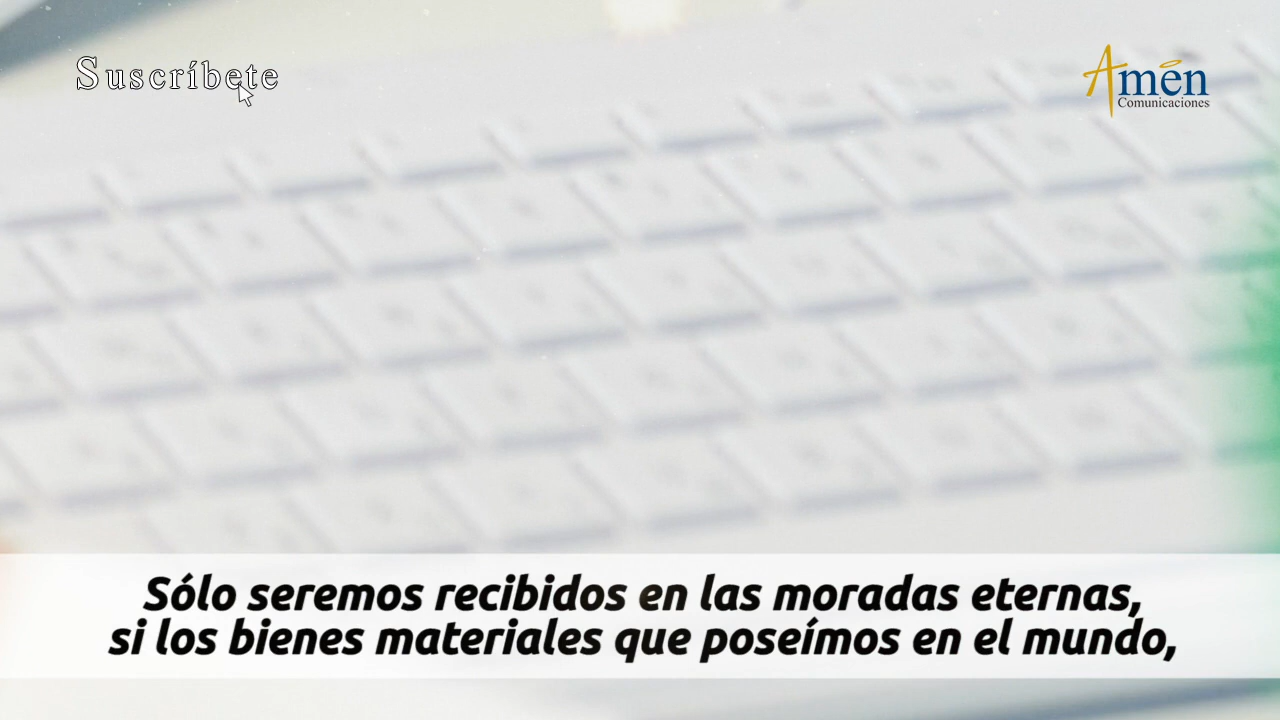 Suscríbete
Amén
Comunicaciones
Sólo seremos recibidos en las moradas eternas,
si los bienes materiales que poseímos en el mundo,